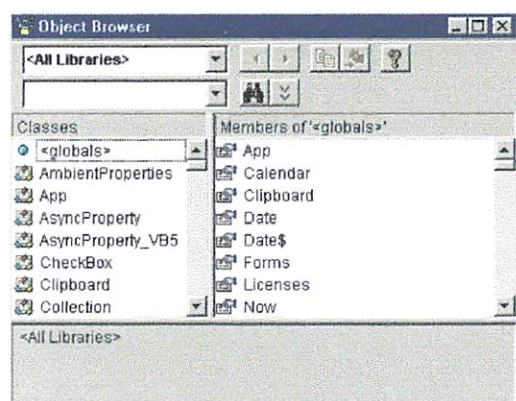 Object Browser
<All Libraries>
Classes
Members of '<globals>'
<globals>
AmbientProperties
App
AsyncProperty
AsyncProperty_VB5
CheckBox
Clipboard
Collection
App
Calendar
Clipboard
Date
Date$
Forms
Licenses
Now
<All Libraries>